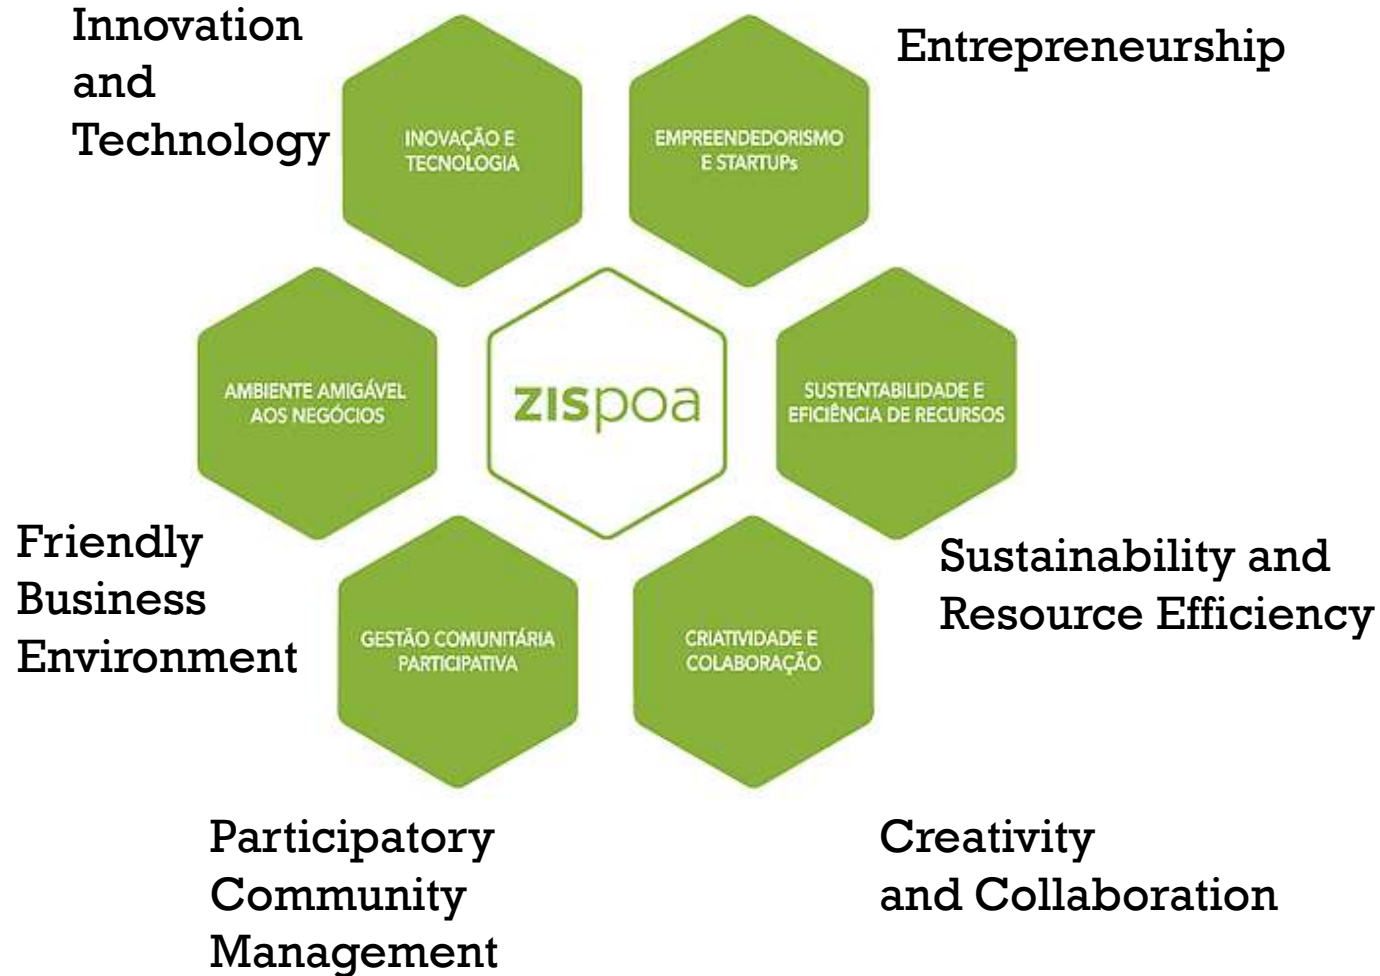 Innovation
and
Technology
INOVAÇÃO E
TECNOLOGIA
EMPREENDEDORISMO
E STARTUPs
Entrepreneurship
AMBIENTE AMIGÁVEL
AOS NEGÓCIOS
zispoa
SUSTENTABILIDADE E
EFICIÊNCIA DE RECURSOS
Friendly
Business
Environment
GESTÃO COMUNITÁRIA
PARTICIPATIVA
CRIATIVIDADE E
COLABORAÇÃO
Sustainability and
Resource Efficiency
Participatory
Community
Management
Creativity
and Collaboration